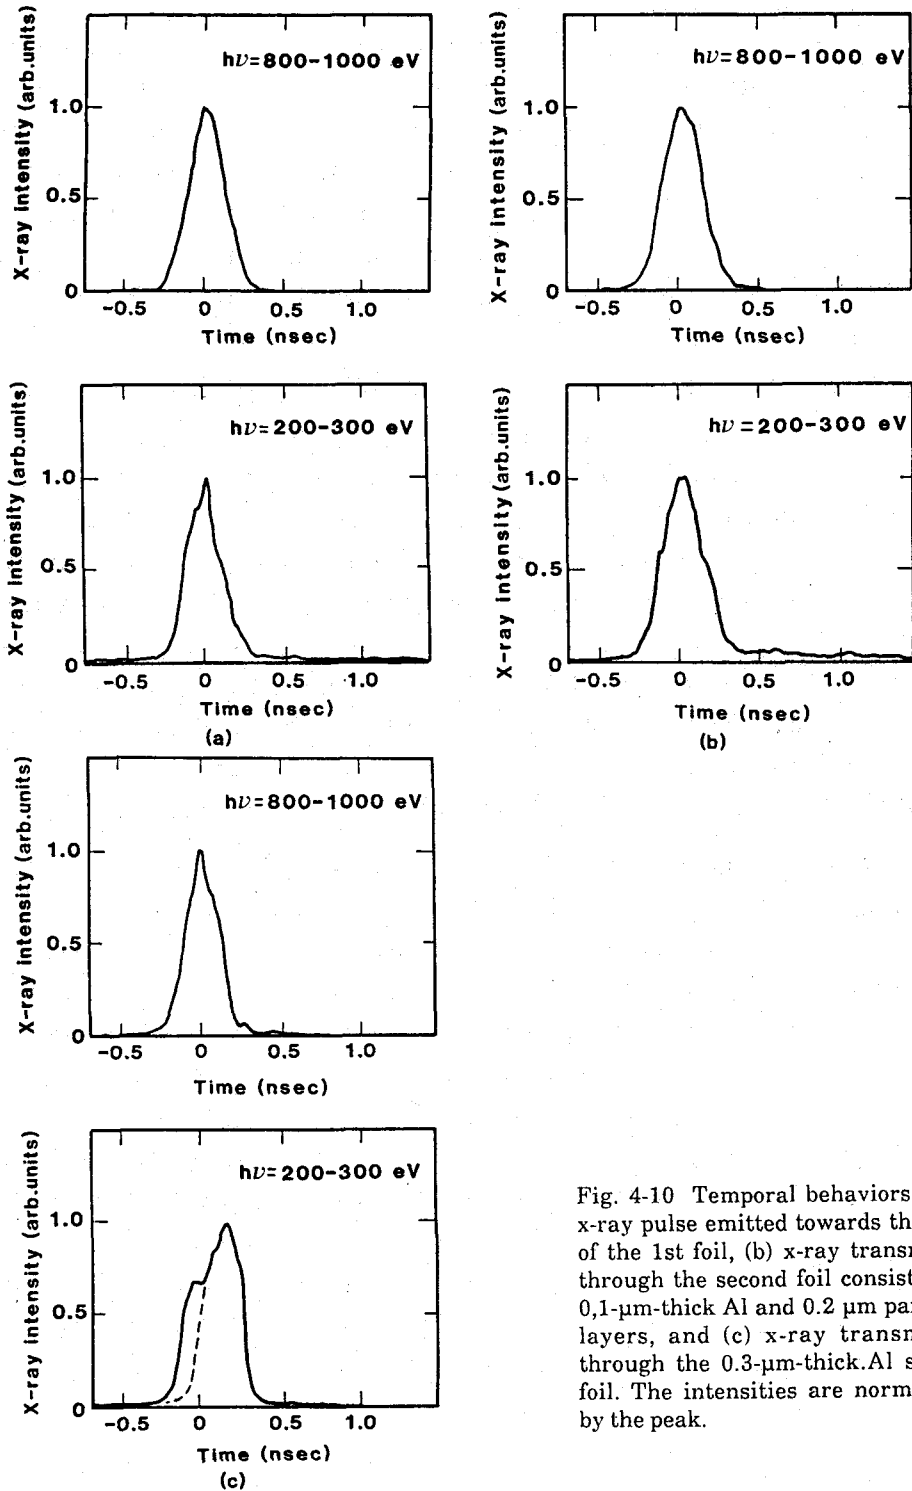 X-ray intensity (arb.units)
hν=800-1000 eV
1.0
0.5
0
-0.5 0 0.5 1.0
Time (nsec)
X-ray intensity (arb.units)
hν=800-1000 eV
1.0
0.5
0
-0.5 0 0.5 1.0
Time (nsec)
X-ray intensity (arb.units)
hν=200-300 eV
1.0
0.5
0
-0.5 0 0.5 1.0
Time (nsec)
(a)
X-ray intensity (arb.units)
hν=200-300 eV
1.0
0.5
0
-0.5 0 0.5 1.0
Time (nsec)
(b)
X-ray intensity (arb.units)
hν=800-1000 eV
1.0
0.5
0
-0.5 0 0.5 1.0
Time (nsec)
X-ray intensity (arb.units)
hν=200-300 eV
1.0
0.5
0
-0.5 0 0.5 1.0
Time (nsec)
(c)
Fig. 4-10 Temporal behaviors
x-ray pulse emitted towards th
of the 1st foil, (b) x-ray transn
through the second foil consist
0,1-μm-thick Al and 0.2 μm pa
layers, and (c) x-ray transn
through the 0.3-μm-thick.Al s
foil. The intensities are norm
by the peak.